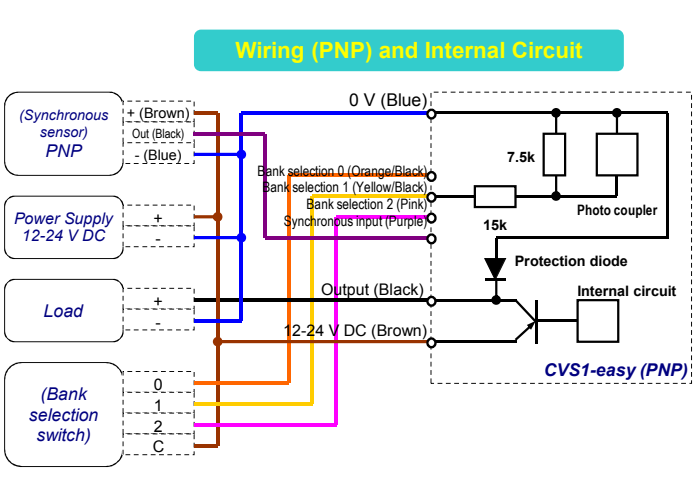 Wiring (PNP) and Internal Circuit
0 V (Blue)
(Synchronous
sensor)
PNP
+ (Brown)
Out (Black)
- (Blue)
7.5k
Bank selection 0 (Orange/Black)
Bank selection 1 (Yellow/Black)
Bank selection 2 (Pink)
Synchronous input (Purple)
Photo coupler
15k
Power Supply
12-24 V DC
+
-
Protection diode
Load
+
-
Output (Black)
Internal circuit
12-24 V DC (Brown)
CVS1-easy (PNP)
(Bank
selection
switch)
0
1
2
C